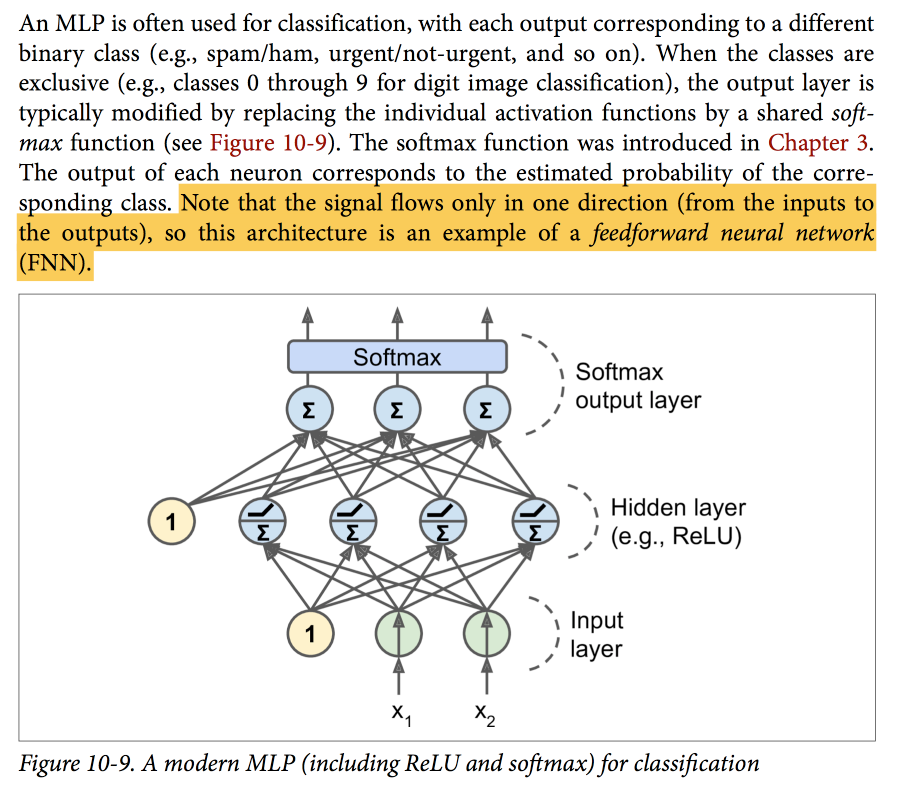 An MLP is often used for classification, with each output corresponding to a different
binary class (e.g., spam/ham, urgent/not-urgent, and so on). When the classes are
exclusive (e.g., classes 0 through 9 for digit image classification), the output layer is
typically modified by replacing the individual activation functions by a shared soft-
max function (see Figure 10-9). The softmax function was introduced in Chapter 3.
The output of each neuron corresponds to the estimated probability of the corre-
sponding class. Note that the signal flows only in one direction (from the inputs to
the outputs), so this architecture is an example of a feedforward neural network
(FNN).
Softmax
Softmax
output layer
Σ Σ Σ
Hidden layer
(e.g., ReLU)
1
Σ Σ Σ Σ
Input
layer
1
x₁ x₂
Figure 10-9. A modern MLP (including ReLU and softmax) for classification